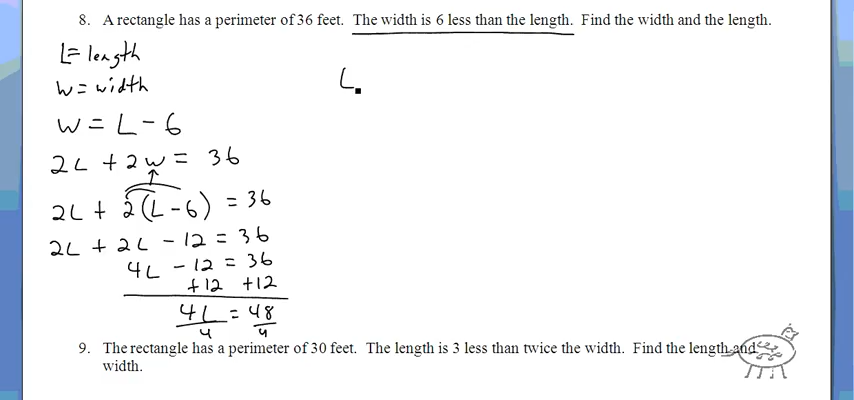 8. A rectangle has a perimeter of 36 feet. The width is 6 less than the length. Find the width and the length.
L = length
W = width
W = L - 6
2L + 2W = 36
2L + 2(L - 6) = 36
2L + 2L - 12 = 36
4L - 12 = 36
+12 +12
4L = 48
4 4
L
9. The rectangle has a perimeter of 30 feet. The length is 3 less than twice the width. Find the length and
width.